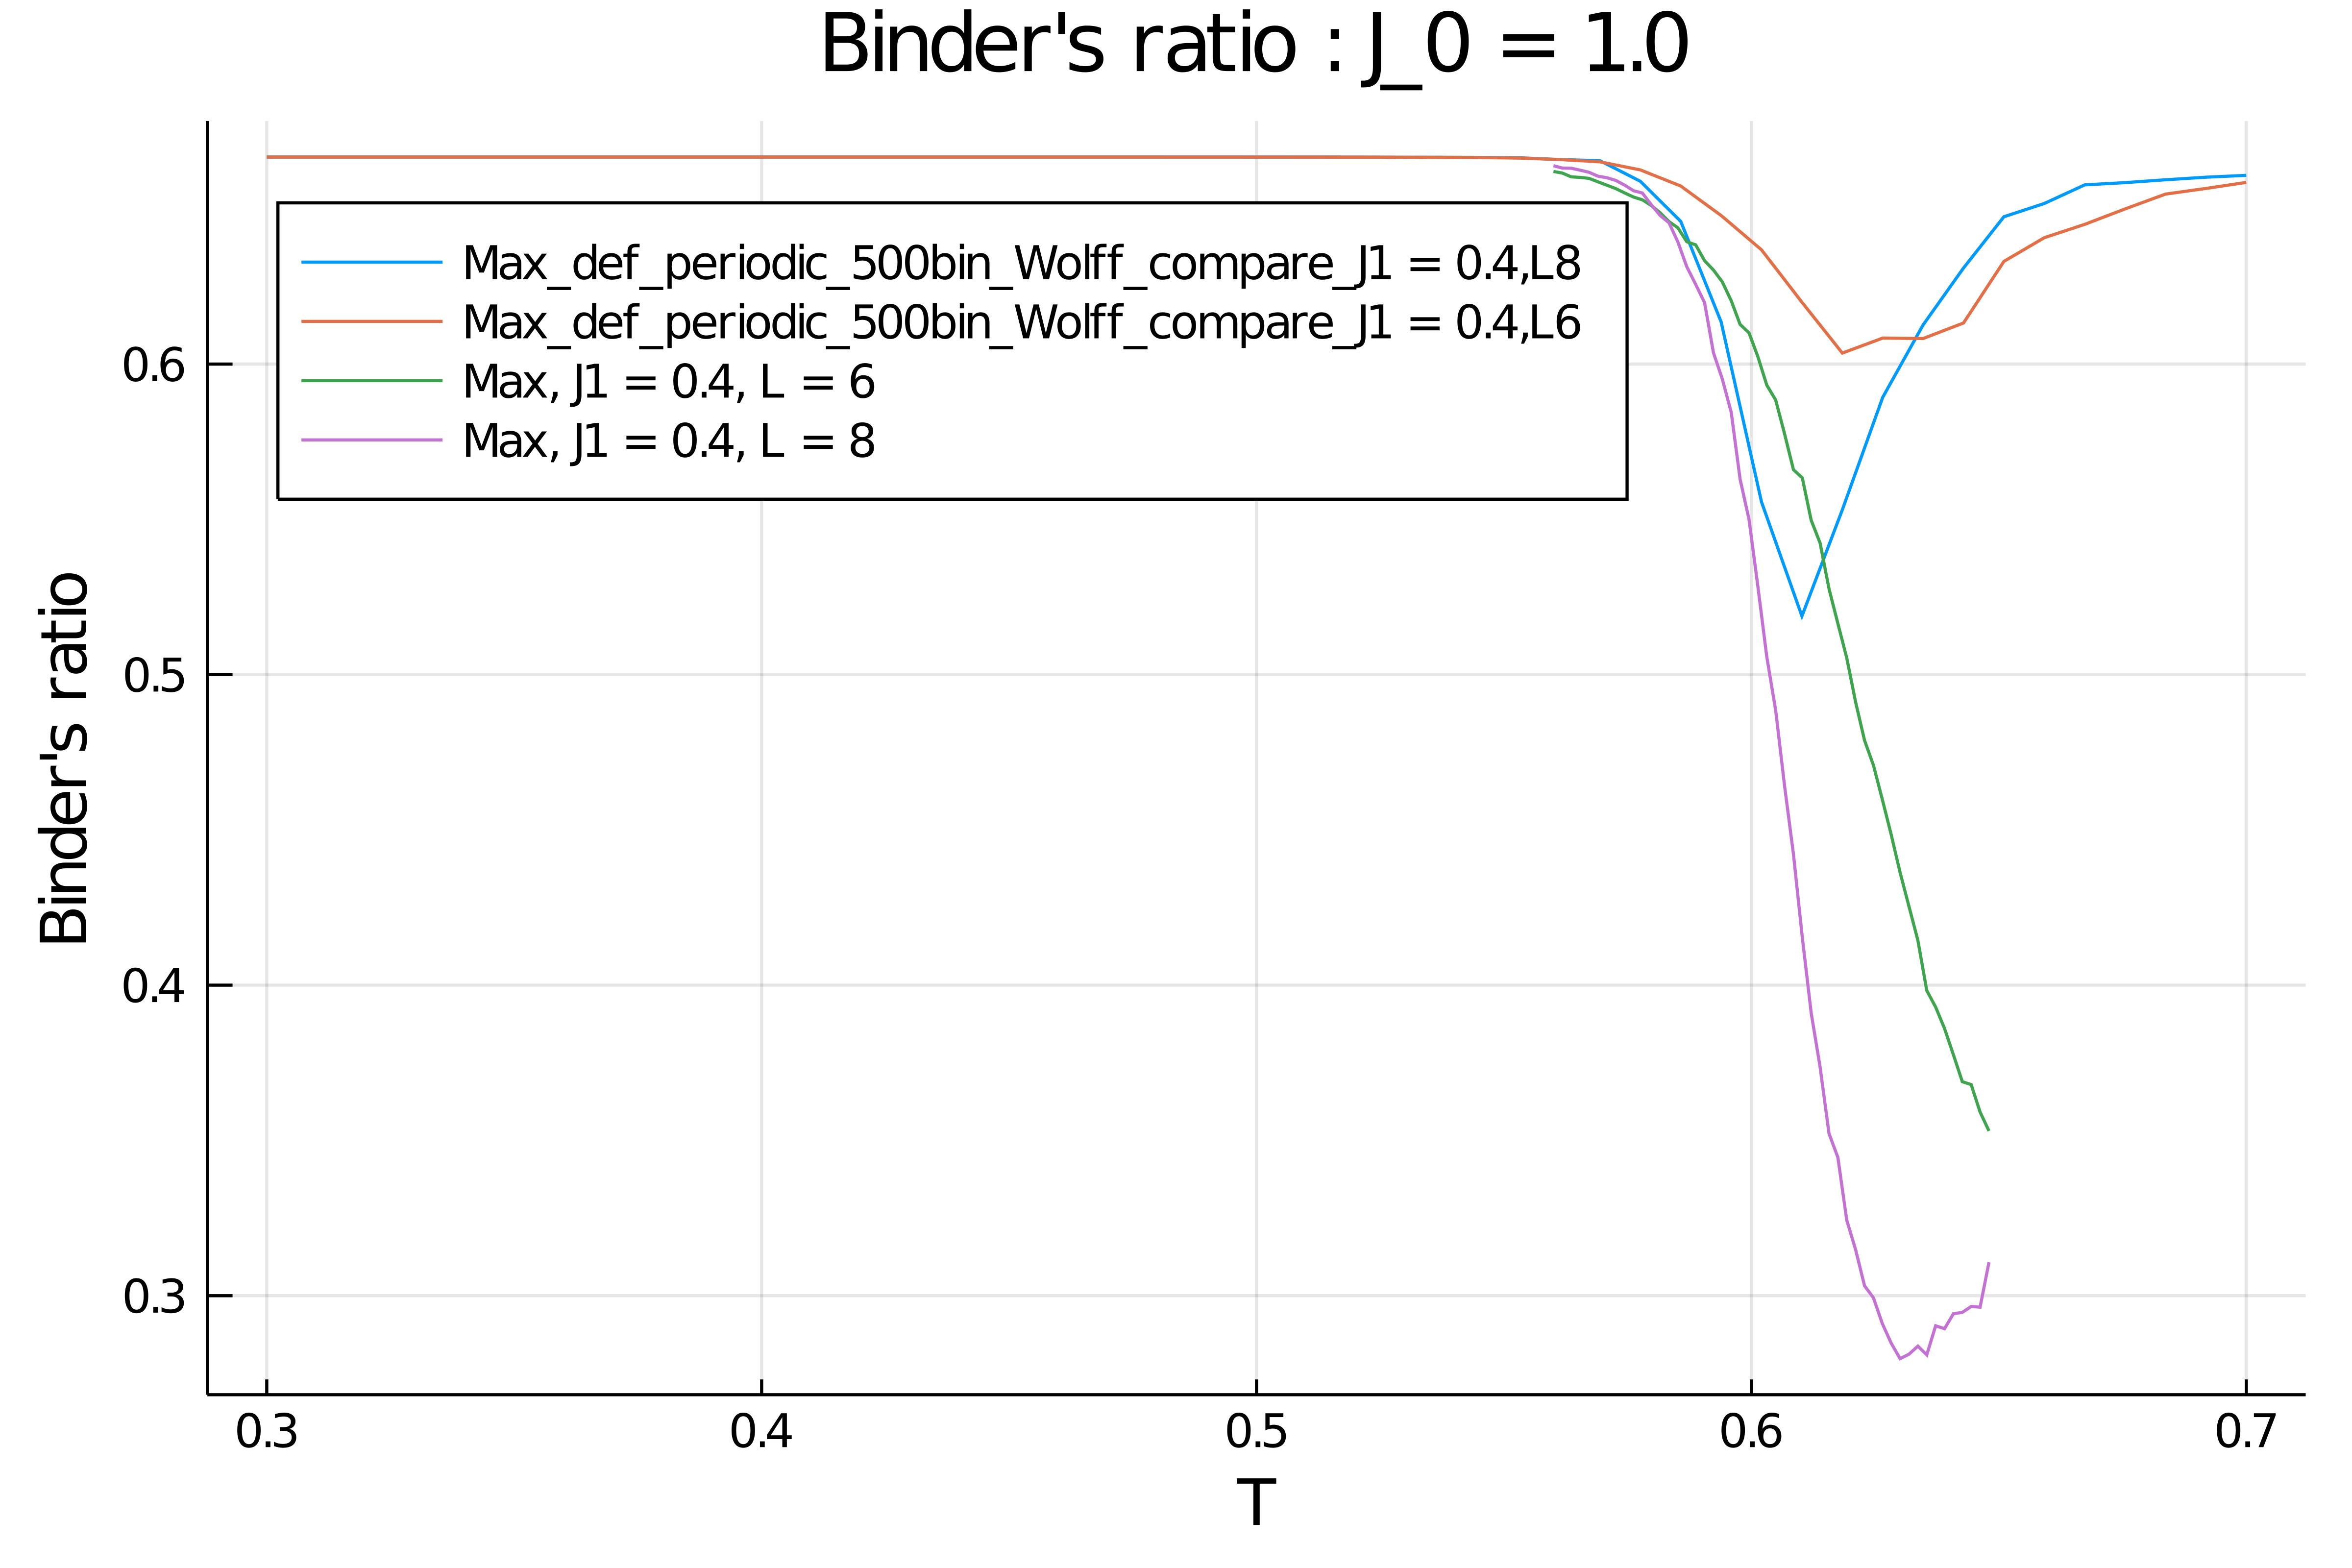 Binder's ratio : J_0 = 1.0
Max_def_periodic_500bin_Wolff_compare_J1 = 0.4,L8
Max_def_periodic_500bin_Wolff_compare_J1 = 0.4,L6
Max, J1 = 0.4, L = 6
Max, J1 = 0.4, L = 8
Binder's ratio
0.6
0.5
0.4
0.3
0.3 0.4 0.5 0.6 0.7
T